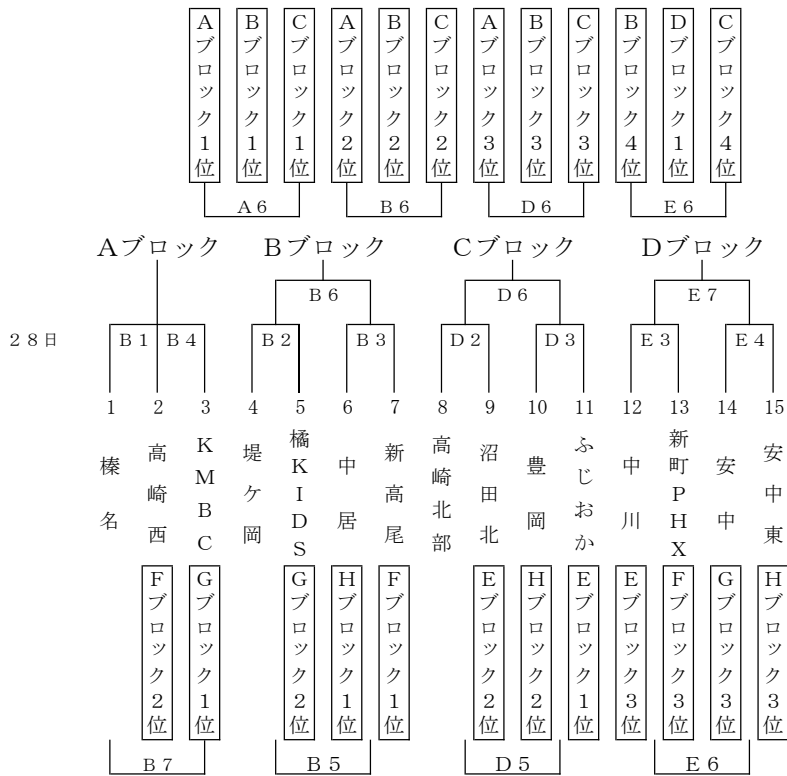 Aブロック1位 Bブロック1位 Cブロック1位 Aブロック2位 Bブロック2位 Cブロック2位 Aブロック3位 Bブロック3位 Cブロック3位 Bブロック4位 Dブロック1位 Cブロック4位
A6 B6 D6 E6
Aブロック Bブロック Cブロック Dブロック
B6 D6 E7
28日 B1 B4 B2 B3 D2 D3 E3 E4
1 2 3 4 5 6 7 8 9 10 11 12 13 14 15
榛名 高崎西 KMBC 堤ケ岡 橘KIDS 中居 新高尾 高崎北部 沼田北 豊岡 ふじおか 中川 新町PHX 安中 安中東
Fブロック2位 Gブロック1位 Gブロック2位 Hブロック1位 Fブロック1位 Eブロック2位 Hブロック2位 Eブロック1位 Eブロック3位 Fブロック3位 Gブロック3位 Hブロック3位
B7 B5 D5 E6